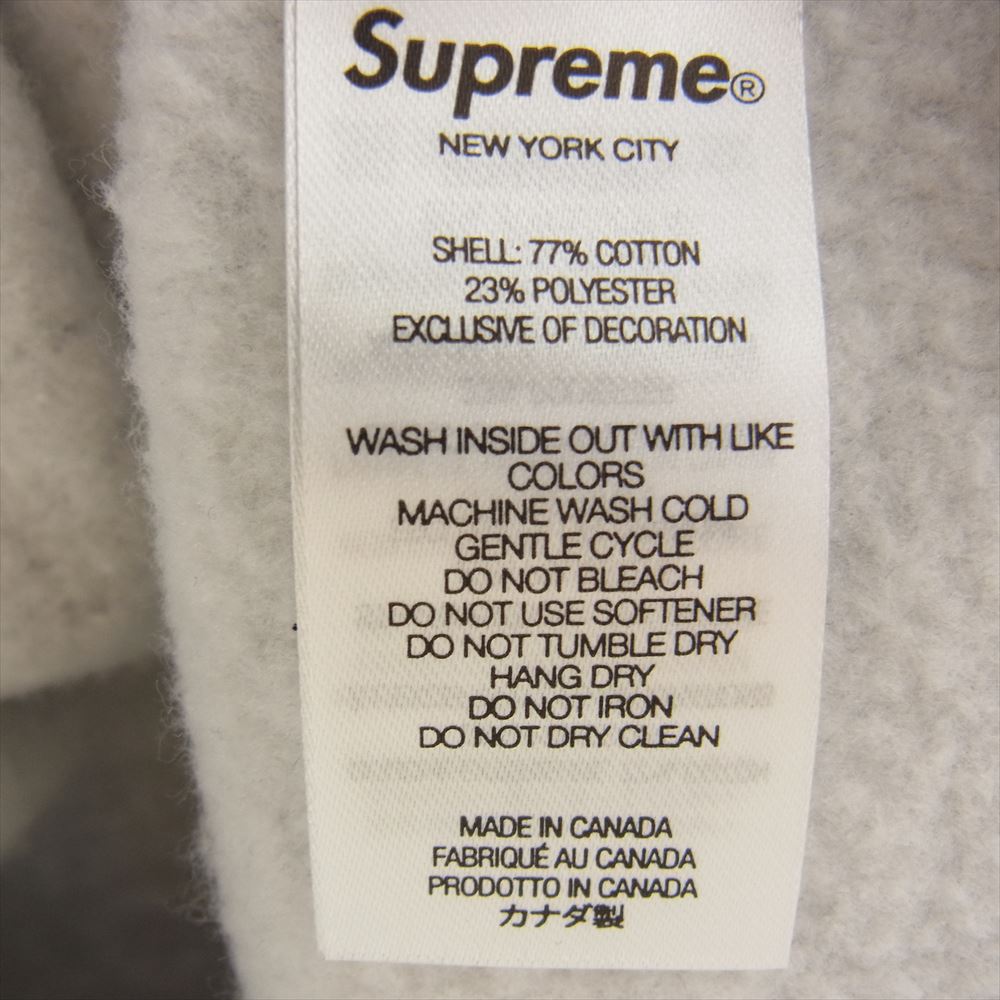 Supreme®
NEW YORK CITY
SHELL: 77% COTTON
23% POLYESTER
EXCLUSIVE OF DECORATION
WASH INSIDE OUT WITH LIKE
COLORS
MACHINE WASH COLD
GENTLE CYCLE
DO NOT BLEACH
DO NOT USE SOFTENER
DO NOT TUMBLE DRY
HANG DRY
DO NOT IRON
DO NOT DRY CLEAN
MADE IN CANADA
FABRIQUÉ AU CANADA
PRODOTTO IN CANADA
カナダ製